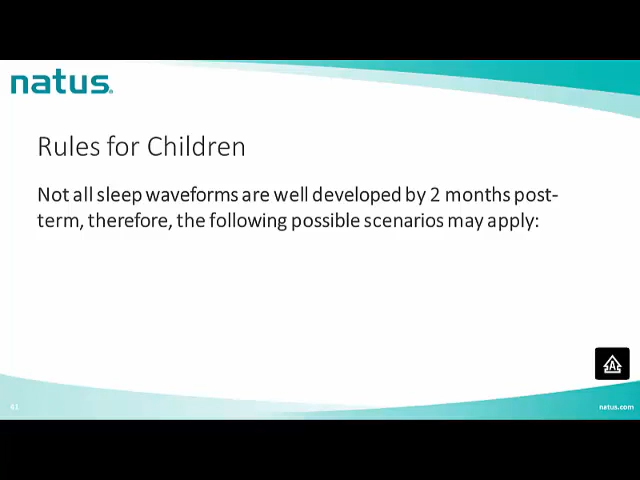 natus
Rules for Children
Not all sleep waveforms are well developed by 2 months post-
term, therefore, the following possible scenarios may apply:
A
61
natus.com